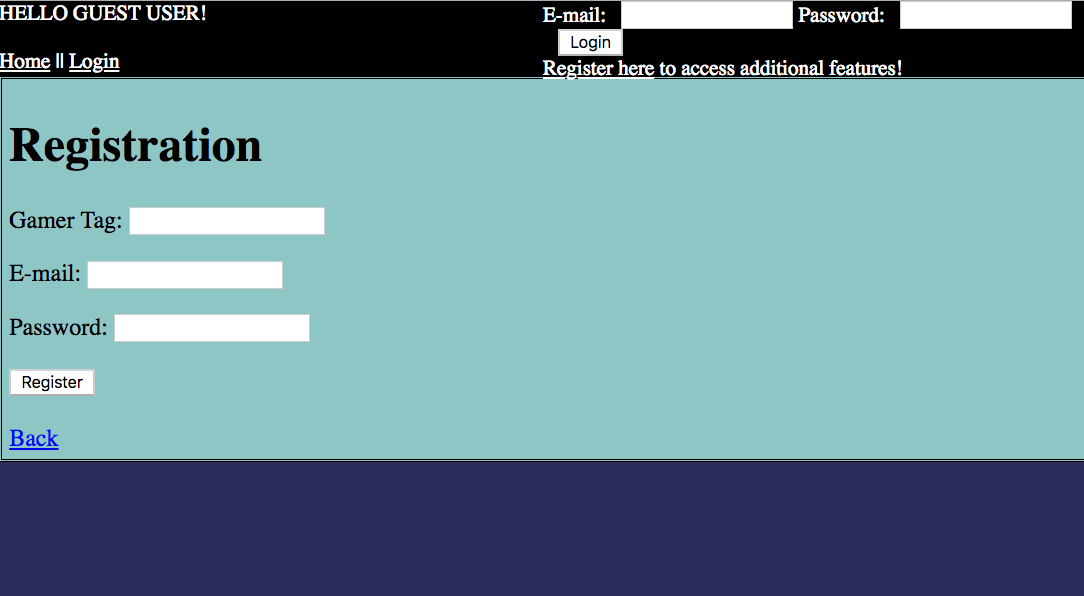 HELLO GUEST USER!
Home || Login
E-mail: Password:
Login
Register here to access additional features!
Registration
Gamer Tag:
E-mail:
Password:
Register
Back